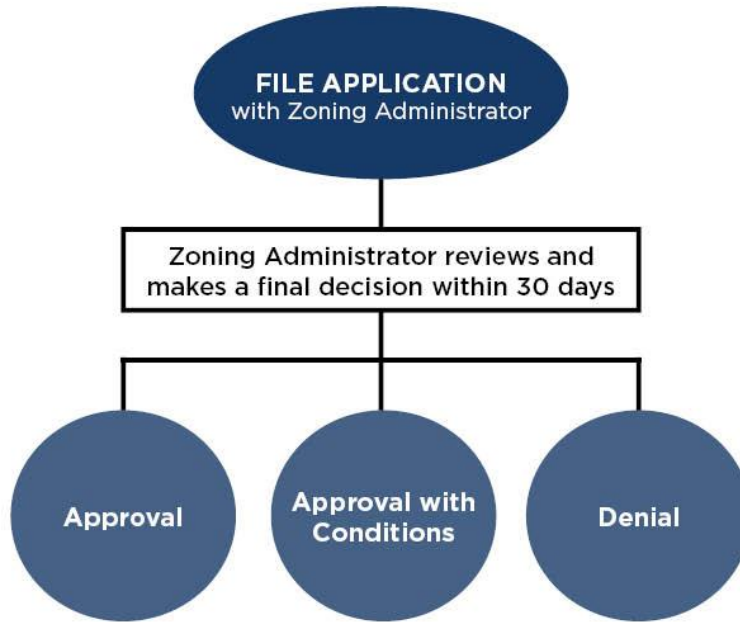 FILE APPLICATION
with Zoning Administrator
Zoning Administrator reviews and
makes a final decision within 30 days
Approval
Approval with
Conditions
Denial